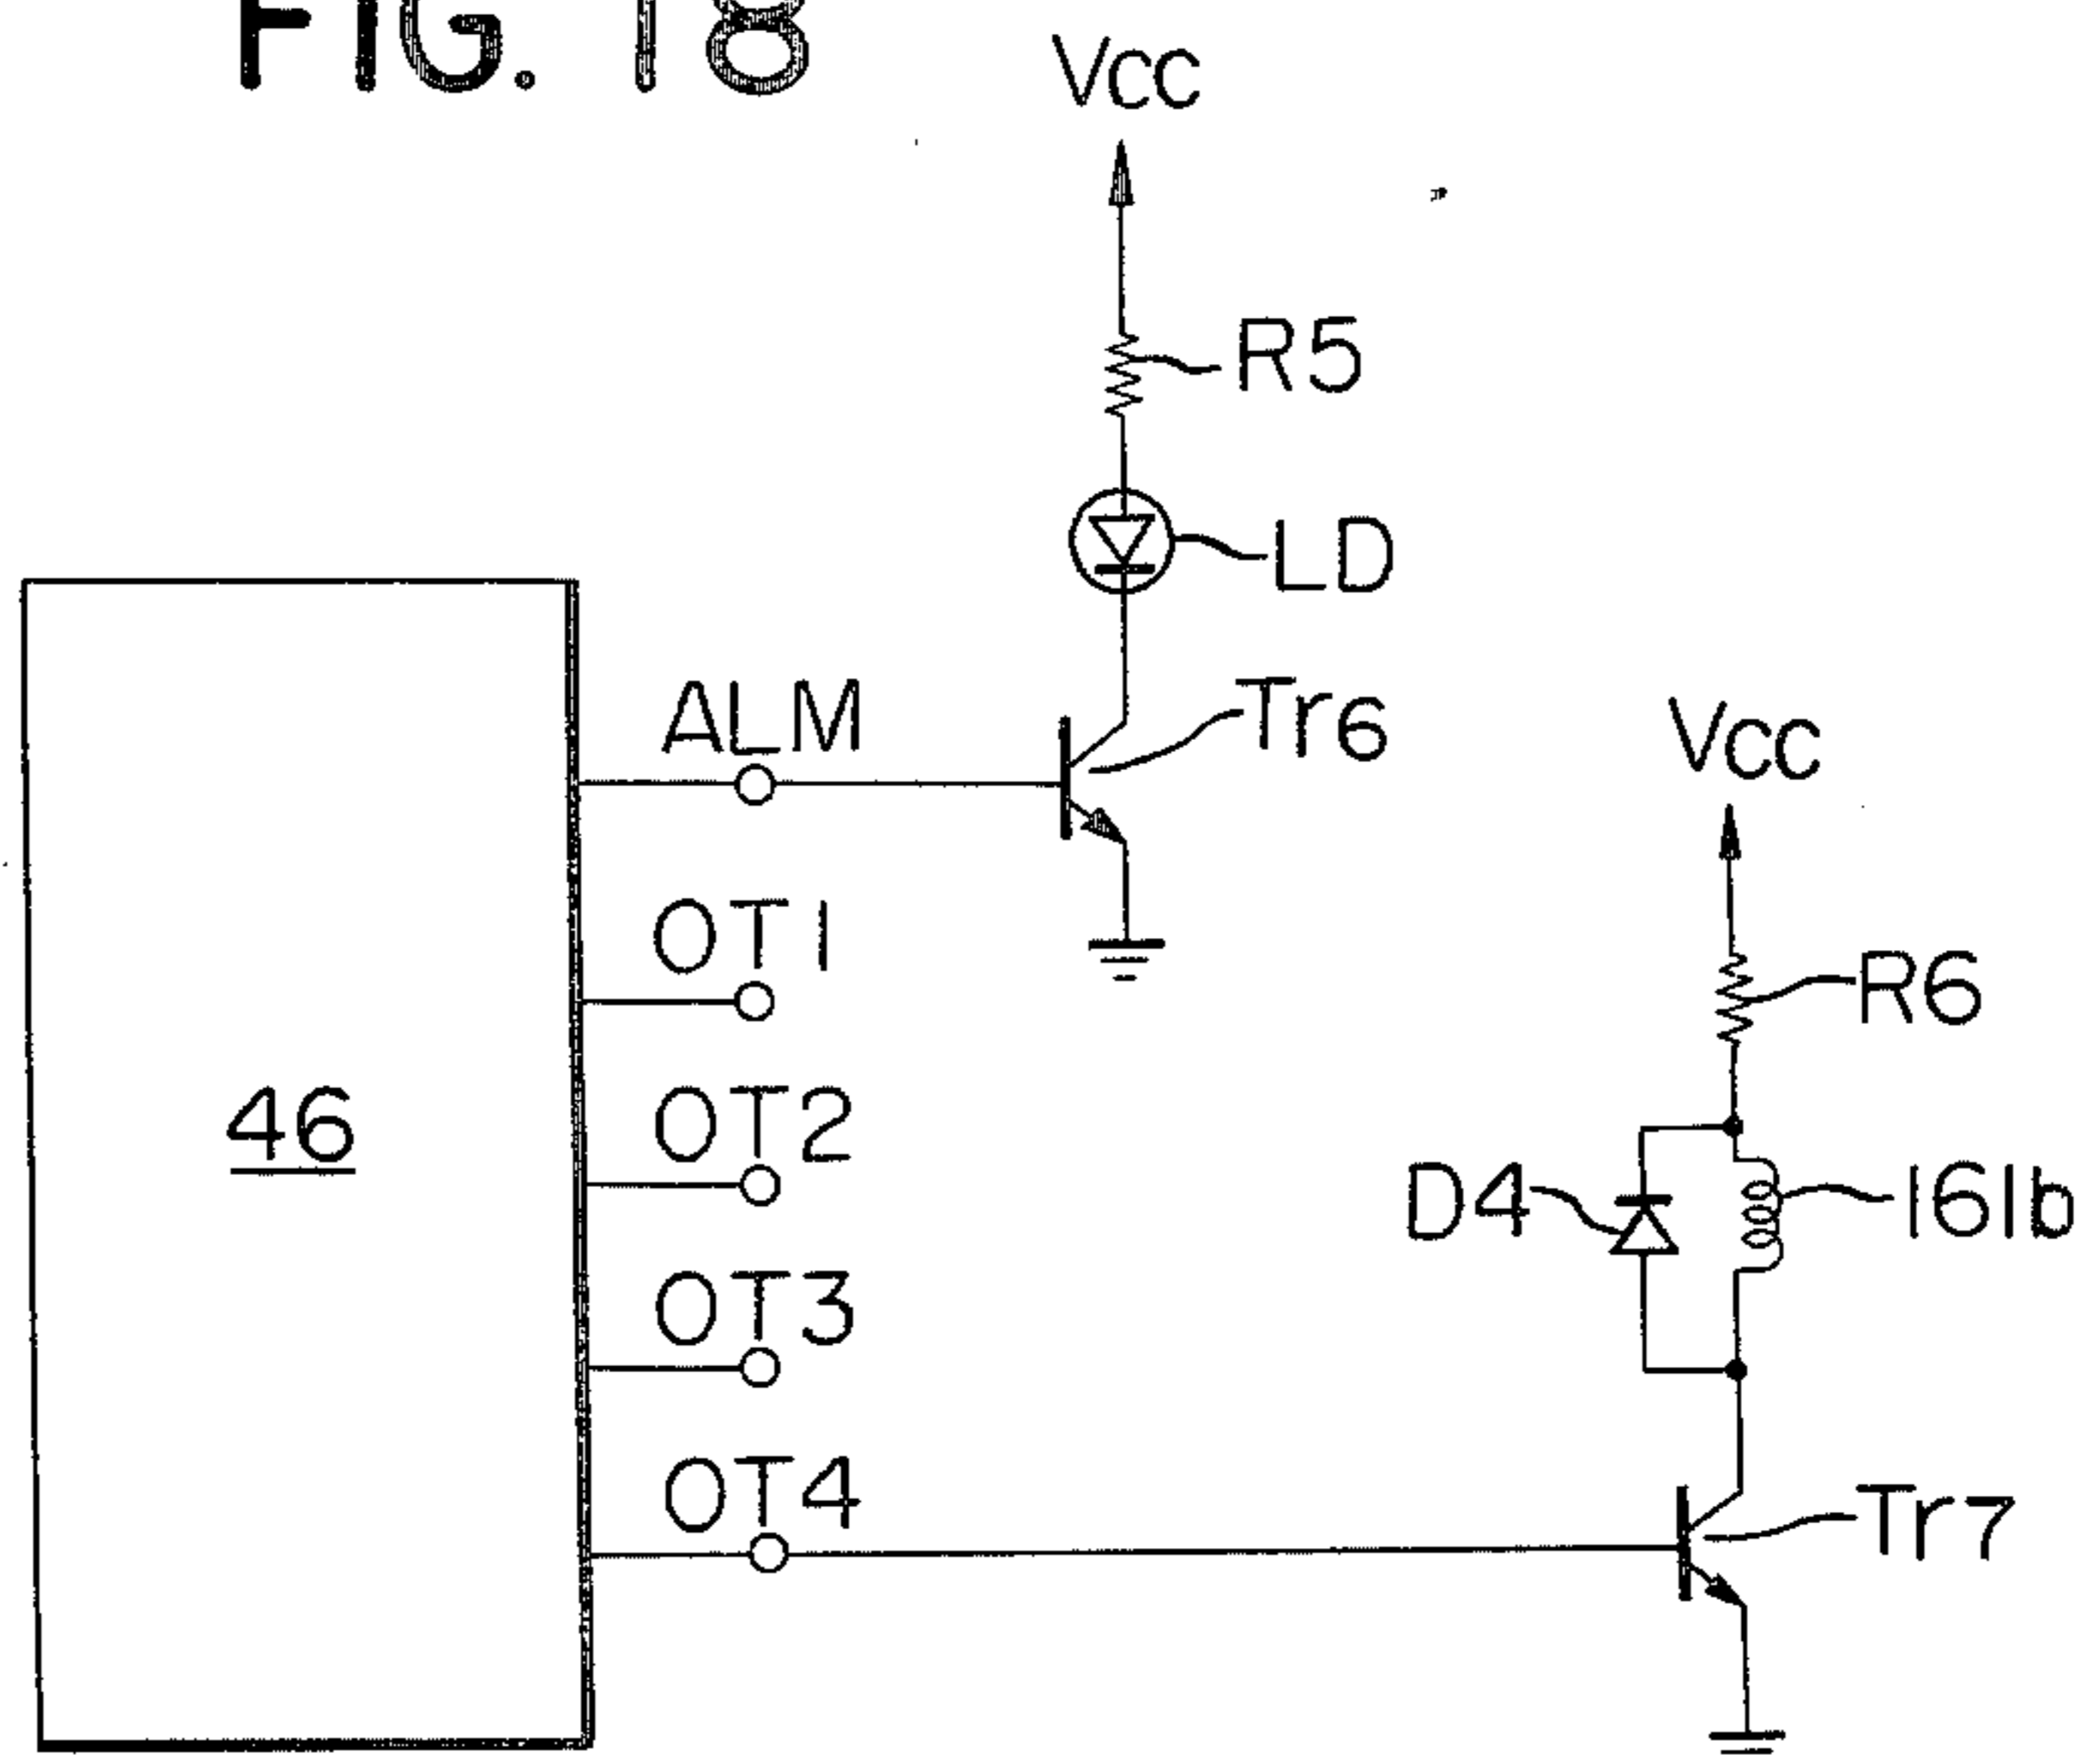 FIG. 18
Vcc
R5
LD
ALM
Tr6
Vcc
OT1
R6
46
OT2
D4
161b
OT3
OT4
Tr7